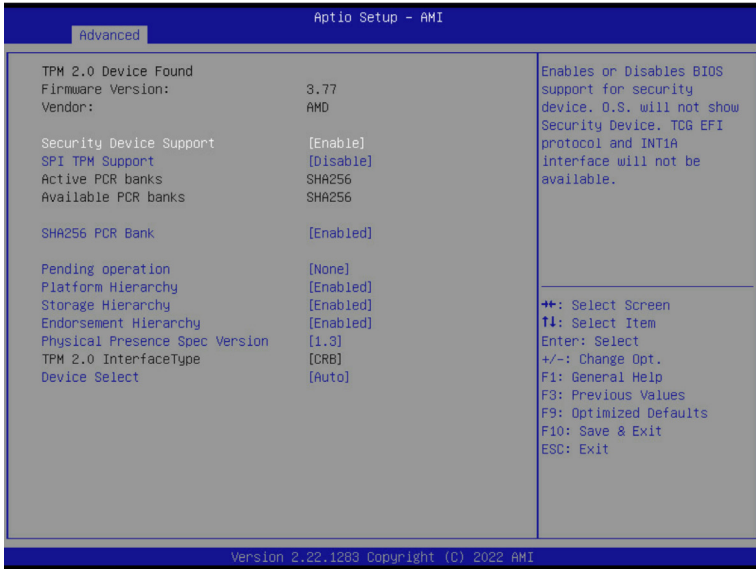 Aptio Setup – AMI
Advanced
TPM 2.0 Device Found
Firmware Version: 3.77
Vendor: AMD
Security Device Support [Enable]
SPI TPM Support [Disable]
Active PCR banks SHA256
Available PCR banks SHA256
SHA256 PCR Bank [Enabled]
Pending operation [None]
Platform Hierarchy [Enabled]
Storage Hierarchy [Enabled]
Endorsement Hierarchy [Enabled]
Physical Presence Spec Version [1.3]
TPM 2.0 InterfaceType [CRB]
Device Select [Auto]
Enables or Disables BIOS
support for security
device. O.S. will not show
Security Device. TCG EFI
protocol and INT1A
interface will not be
available.
→←: Select Screen
↑↓: Select Item
Enter: Select
+/-: Change Opt.
F1: General Help
F3: Previous Values
F9: Optimized Defaults
F10: Save & Exit
ESC: Exit
Version 2.22.1283 Copyright (C) 2022 AMI